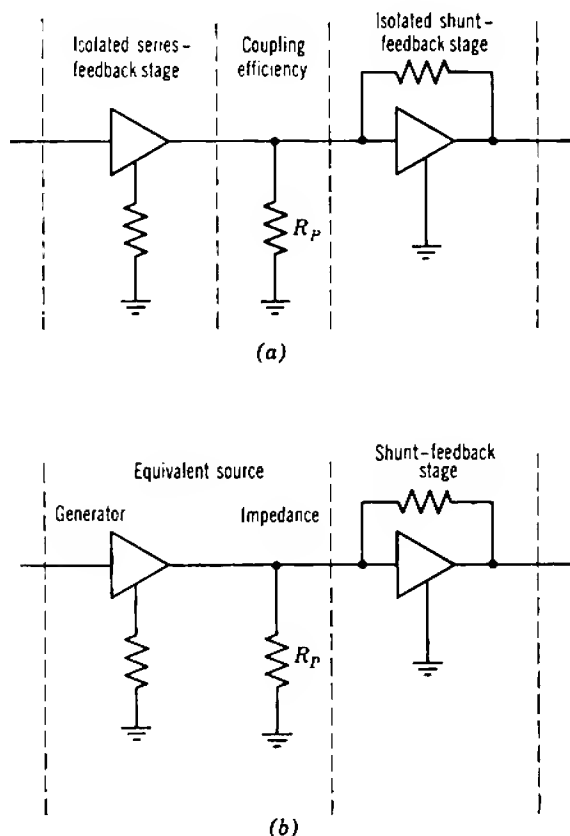 Isolated series-
feedback stage
Coupling
efficiency
Isolated shunt-
feedback stage
R_P
(a)
Equivalent source
Generator
Impedance
Shunt-feedback
stage
R_P
(b)